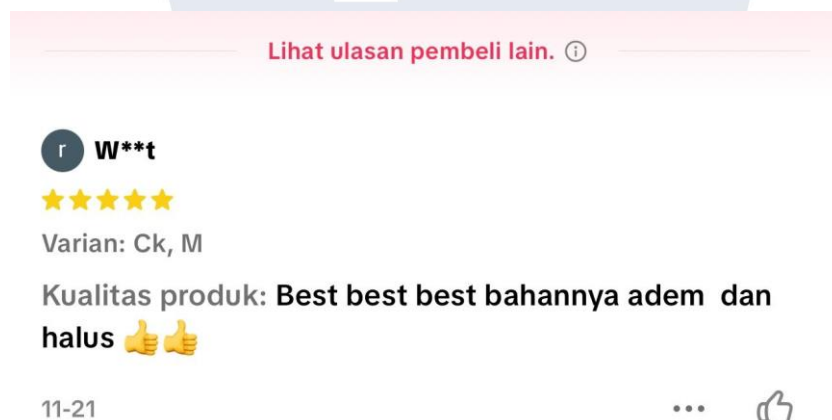 Lihat ulasan pembeli lain.
r W**t
Varian: Ck, M
Kualitas produk: Best best best bahannya adem dan
halus 👍👍
11-21